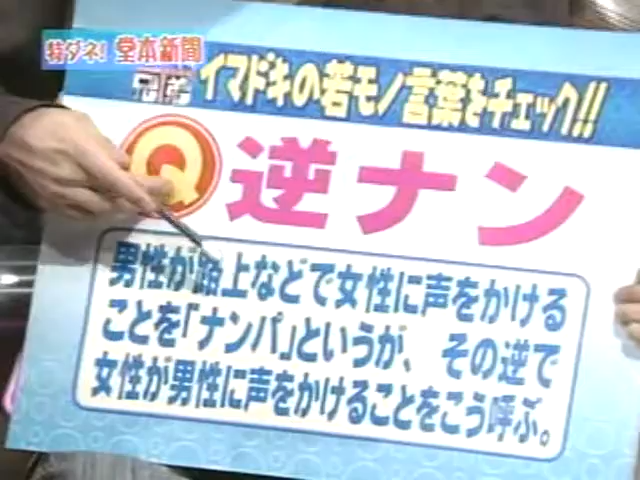 特ダネ! 堂本新聞
兄弟 イマドキの若モノ言葉をチェック!!
Q 逆ナン
男性が路上などで女性に声をかける
ことを「ナンパ」というが、その逆で
女性が男性に声をかけることをこう呼ぶ。